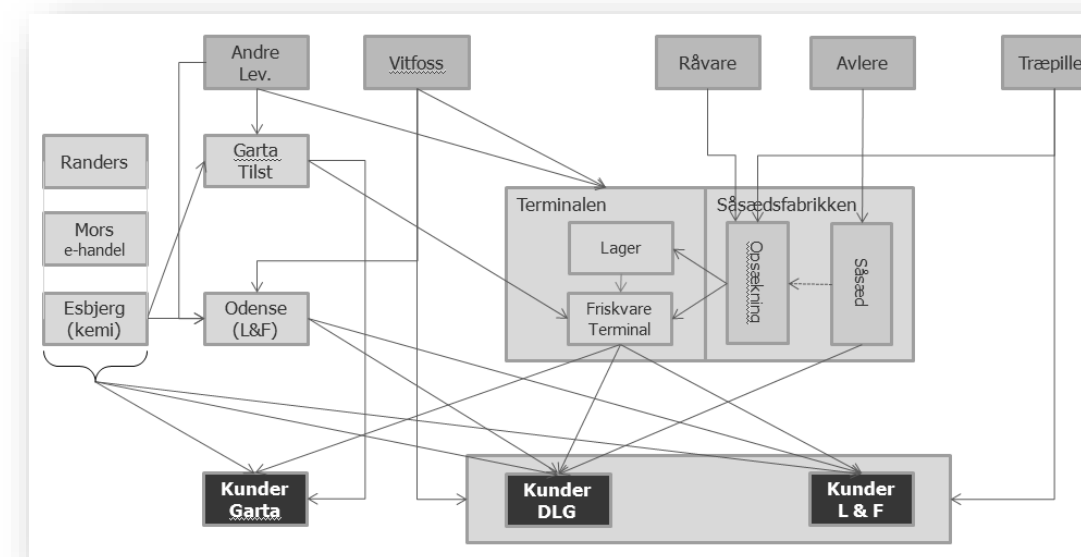 Andre
Lev.
Vitfoss
Råvare
Avlere
Træpille
Randers
Garta
Tilst
Mors
e-handel
Esbjerg
(kemi)
Odense
(L&F)
Terminalen
Såsædsfabrikken
Lager
Friskvare
Terminal
Opsækning
Såsæd
Kunder
Garta
Kunder
DLG
Kunder
L & F